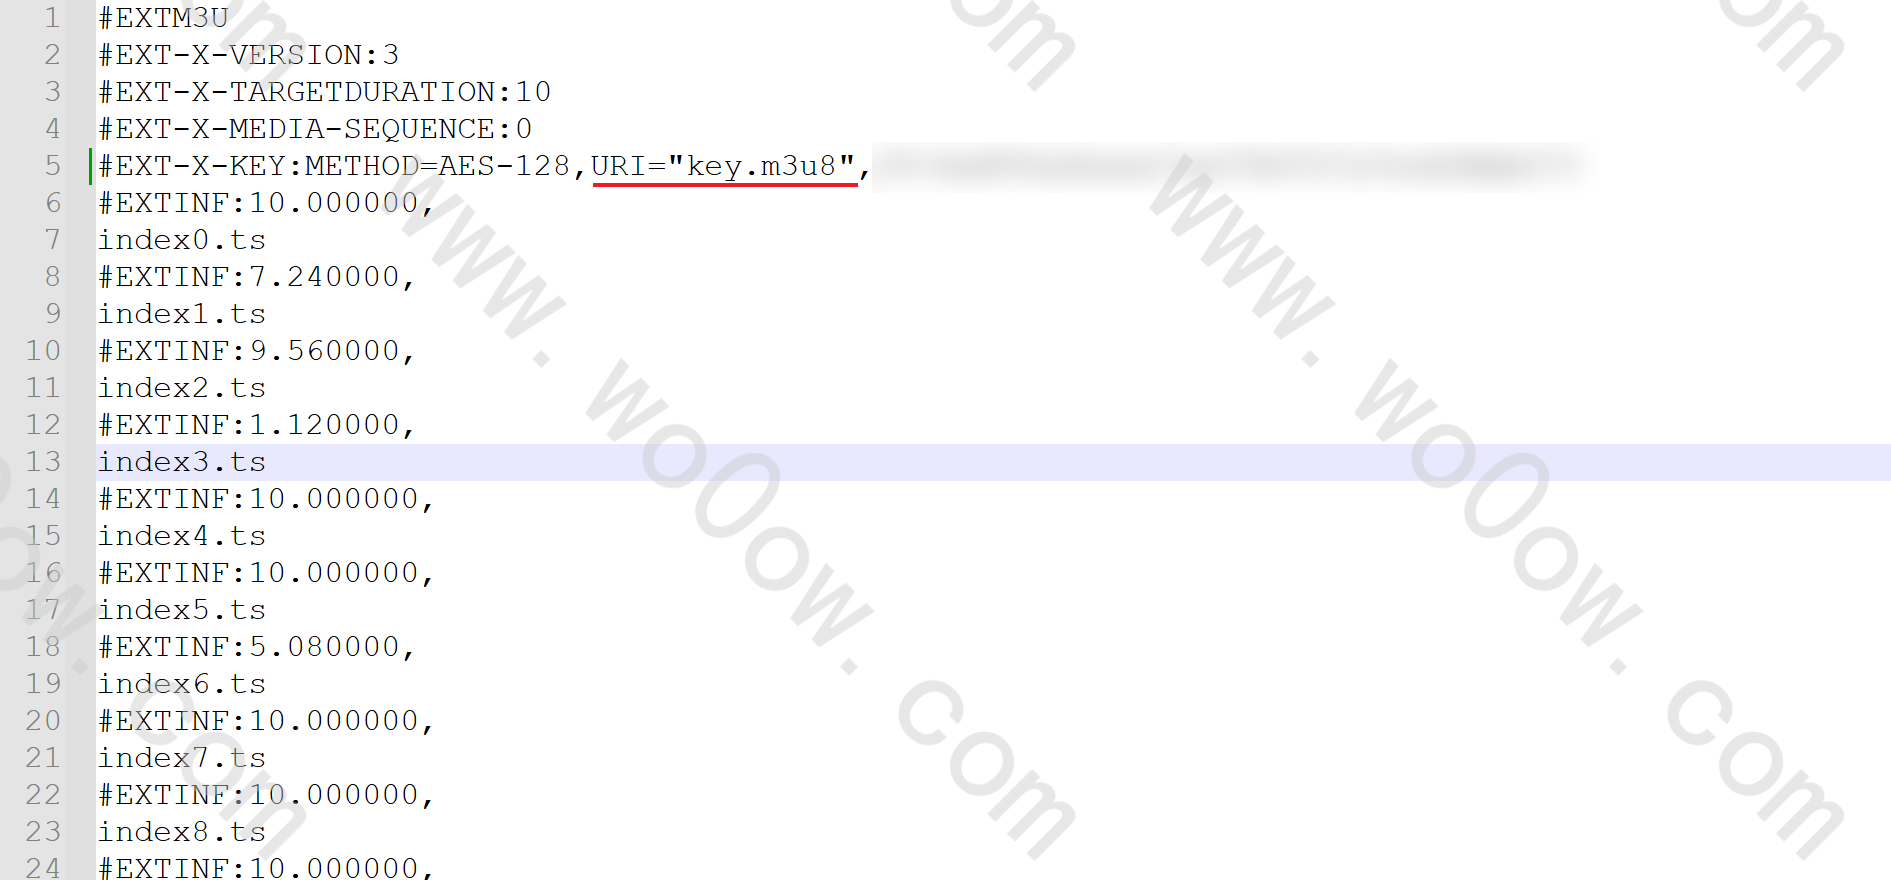 1 #EXTM3U
2 #EXT-X-VERSION:3
3 #EXT-X-TARGETDURATION:10
4 #EXT-X-MEDIA-SEQUENCE:0
5 #EXT-X-KEY:METHOD=AES-128,URI="key.m3u8",
6 #EXTINF:10.000000,
7 index0.ts
8 #EXTINF:7.240000,
9 index1.ts
10 #EXTINF:9.560000,
11 index2.ts
12 #EXTINF:1.120000,
13 index3.ts
14 #EXTINF:10.000000,
15 index4.ts
16 #EXTINF:10.000000,
17 index5.ts
18 #EXTINF:5.080000,
19 index6.ts
20 #EXTINF:10.000000,
21 index7.ts
22 #EXTINF:10.000000,
23 index8.ts
24 #EXTINF:10.000000,
www.wo0ow.com
www.wo0ow.com